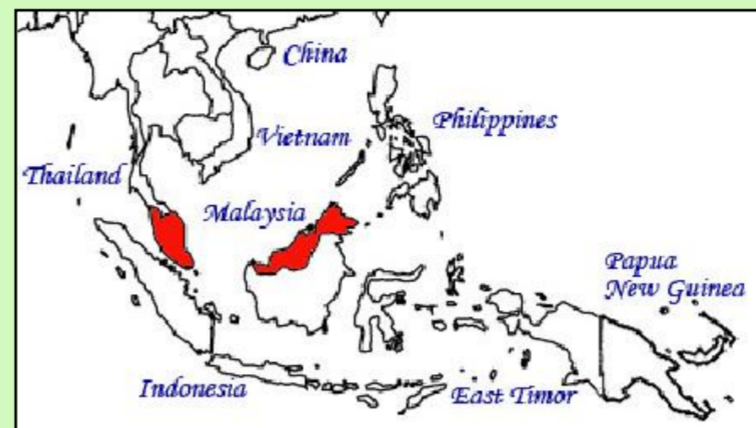 China
Philippines
Vietnam
Thailand
Malaysia
Papua
New Guinea
Indonesia
East Timor